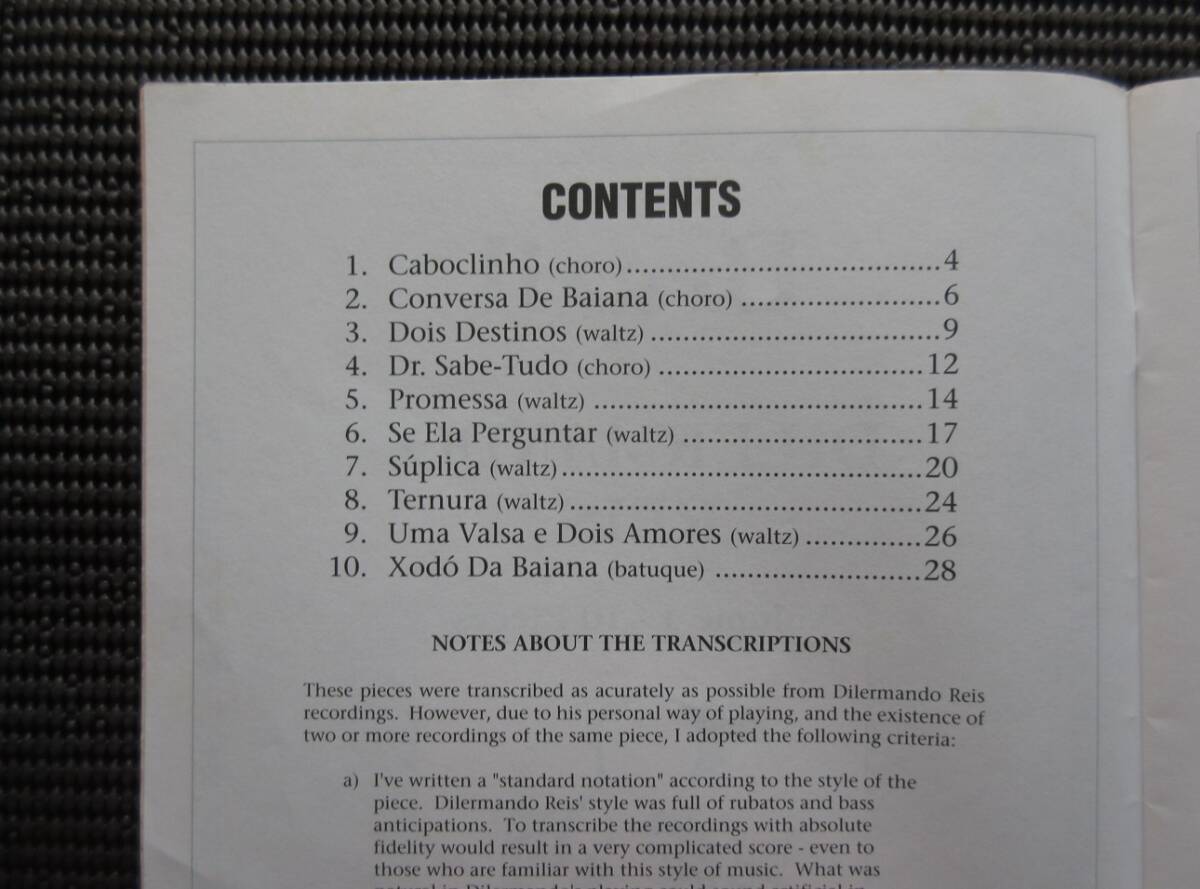 CONTENTS
1. Caboclinho (choro).......................................4
2. Conversa De Baiana (choro) .........................6
3. Dois Destinos (waltz) ....................................9
4. Dr. Sabe-Tudo (choro) .................................12
5. Promessa (waltz) .........................................14
6. Se Ela Perguntar (waltz) ..............................17
7. Súplica (waltz).............................................20
8. Ternura (waltz)............................................24
9. Uma Valsa e Dois Amores (waltz) ..............26
10. Xodó Da Baiana (batuque) .........................28
NOTES ABOUT THE TRANSCRIPTIONS
These pieces were transcribed as acurately as possible from Dilermando Reis
recordings. However, due to his personal way of playing, and the existence of
two or more recordings of the same piece, I adopted the following criteria:
a) I've written a "standard notation" according to the style of the
piece. Dilermando Reis' style was full of rubatos and bass
anticipations. To transcribe the recordings with absolute
fidelity would result in a very complicated score - even to
those who are familiar with this style of music. What was